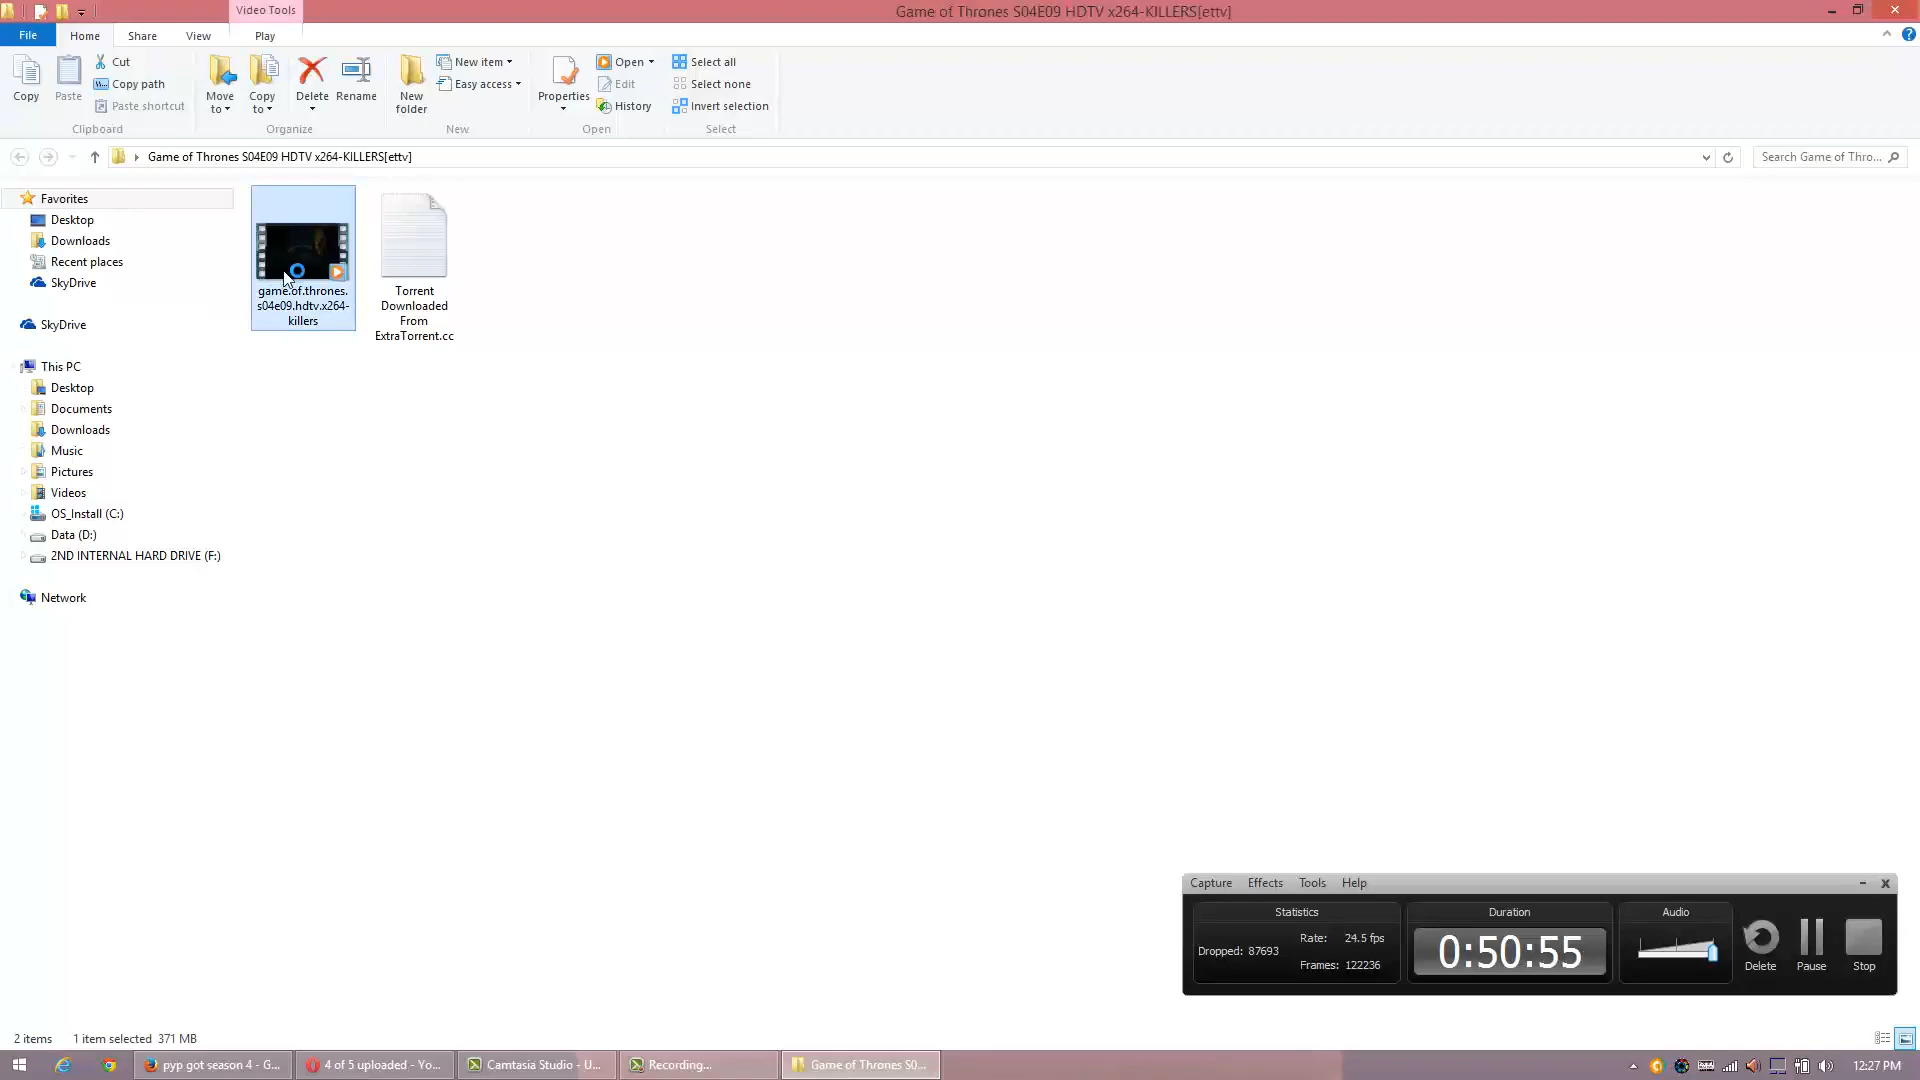 Video Tools
Game of Thrones S04E09 HDTV x264-KILLERS[ettv]
File Home Share View Play
Copy
Paste
Cut
Copy path
Paste shortcut
Clipboard
Move to
Copy to
Delete
Rename
Organize
New folder
New item
Easy access
New
Properties
Open
Edit
History
Open
Select all
Select none
Invert selection
Select
Game of Thrones S04E09 HDTV x264-KILLERS[ettv]
Search Game of Thro...
Favorites
Desktop
Downloads
Recent places
SkyDrive
SkyDrive
This PC
Desktop
Documents
Downloads
Music
Pictures
Videos
OS_Install (C:)
Data (D:)
2ND INTERNAL HARD DRIVE (F:)
Network
game.of.thrones.
s04e09.hdtv.x264-
killers
Torrent
Downloaded
From
ExtraTorrent.cc
Capture Effects Tools Help
Statistics
Dropped: 87693
Rate: 24.5 fps
Frames: 122236
Duration
0:50:55
Audio
Delete
Pause
Stop
2 items 1 item selected 371 MB
pyp got season 4 - G...
4 of 5 uploaded - Yo...
Camtasia Studio - U...
Recording...
Game of Thrones S0...
12:27 PM